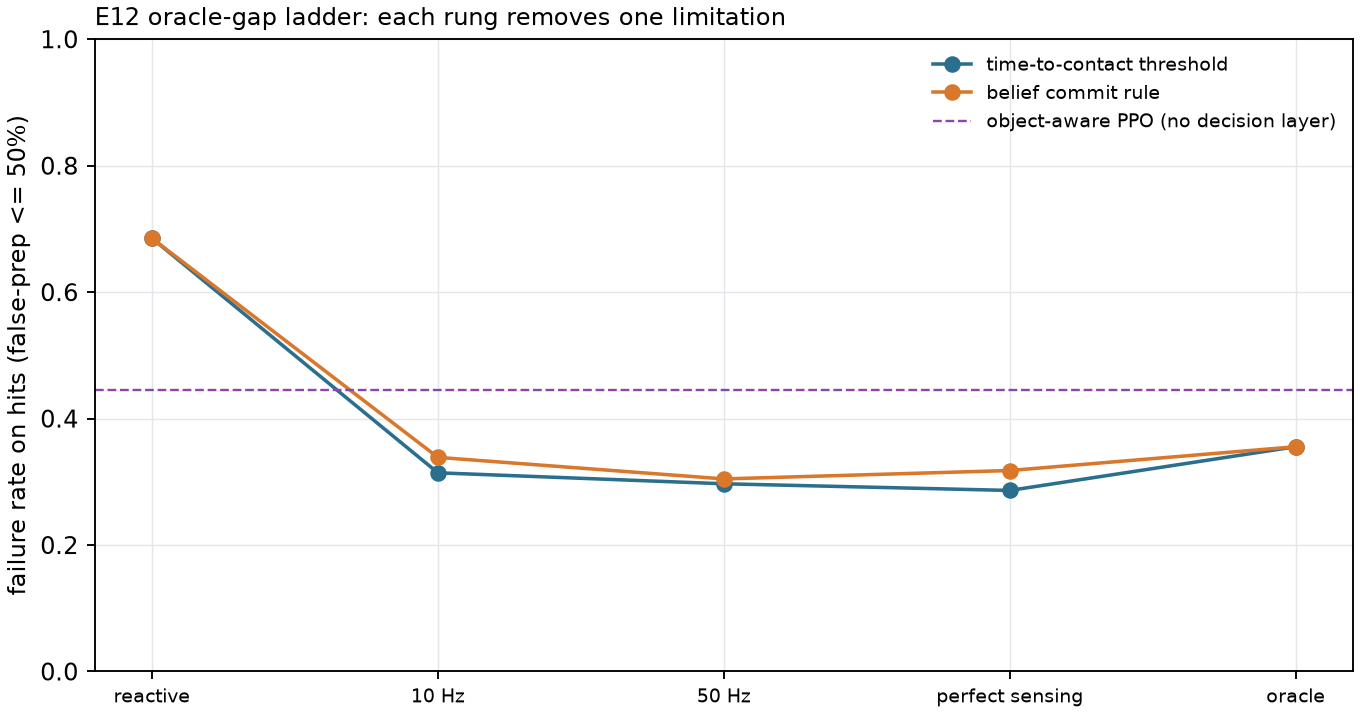 E12 oracle-gap ladder: each rung removes one limitation
failure rate on hits (false-prep <= 50%)
1.0
0.8
0.6
0.4
0.2
0.0
time-to-contact threshold
belief commit rule
object-aware PPO (no decision layer)
reactive
10 Hz
50 Hz
perfect sensing
oracle